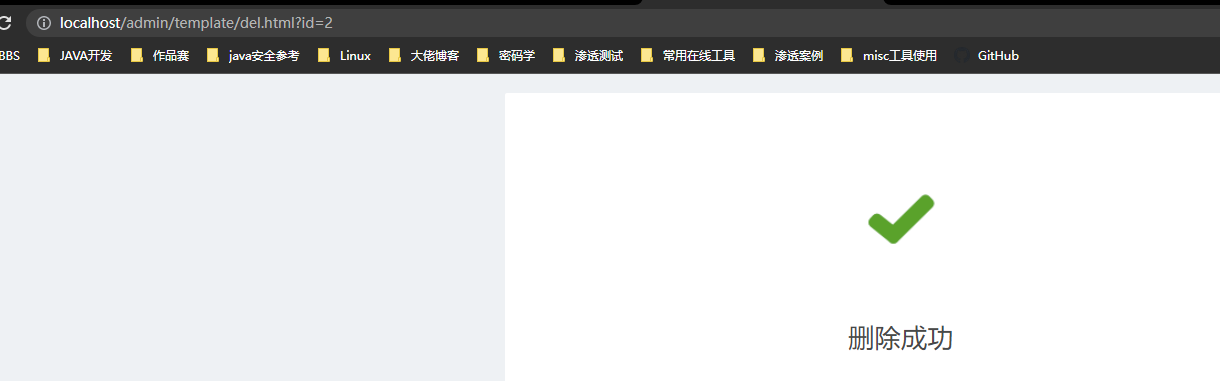 localhost/admin/template/del.html?id=2
BBS JAVA开发 作品赛 java安全参考 Linux 大佬博客 密码学 渗透测试 常用在线工具 渗透案例 misc工具使用 GitHub
删除成功